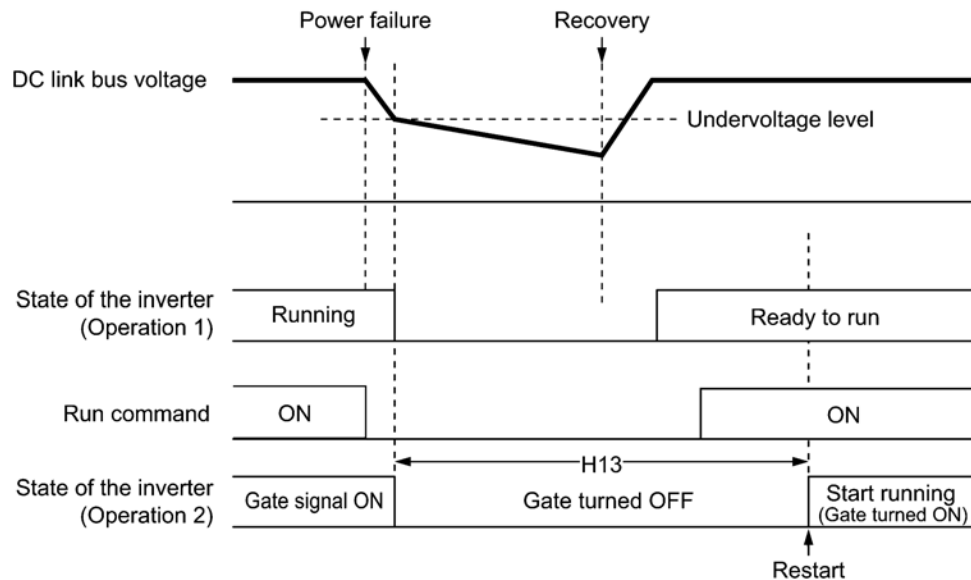 Power failure
Recovery
DC link bus voltage
Undervoltage level
State of the inverter
(Operation 1)
Running
Ready to run
Run command
ON
ON
H13
State of the inverter
(Operation 2)
Gate signal ON
Gate turned OFF
Start running
(Gate turned ON)
Restart